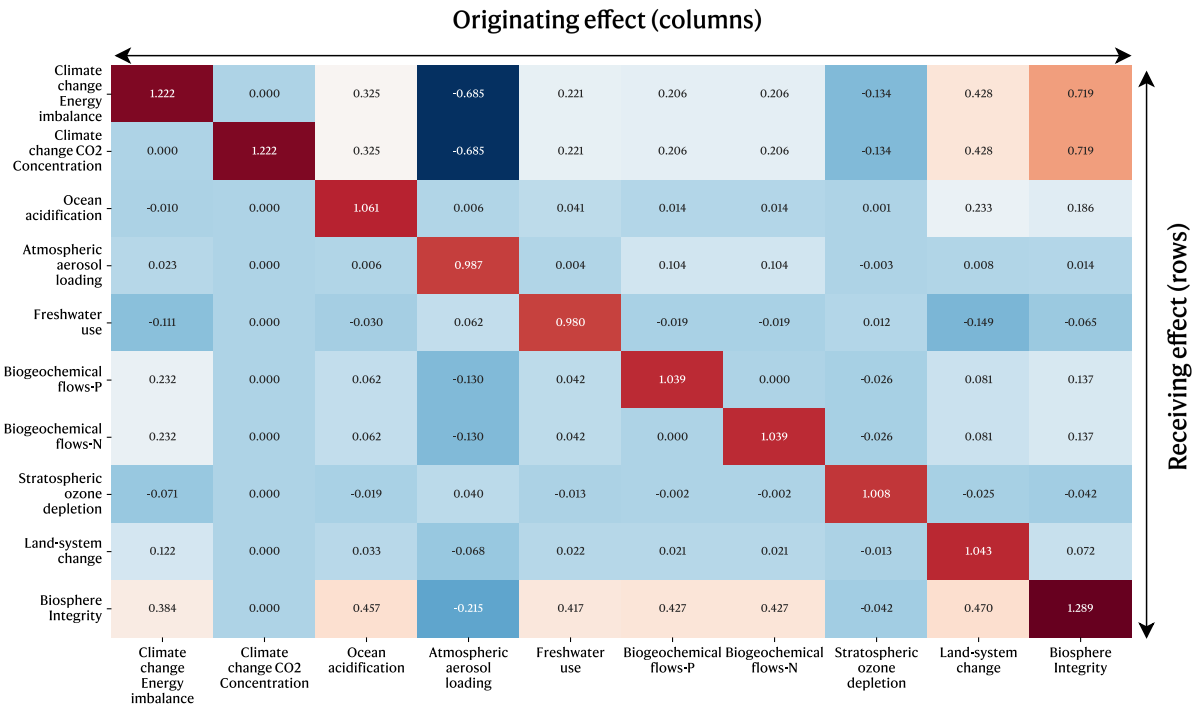 Originating effect (columns)
Climate
change
Energy
imbalance
1.222 0.000 0.325 -0.685 0.221 0.206 0.206 -0.134 0.428 0.719
Climate
change CO2
Concentration
0.000 1.222 0.325 -0.685 0.221 0.206 0.206 -0.134 0.428 0.719
Ocean
acidification
-0.010 0.000 1.061 0.006 0.041 0.014 0.014 0.001 0.233 0.186
Atmospheric
aerosol
loading
0.023 0.000 0.006 0.987 0.004 0.104 0.104 -0.003 0.008 0.014
Freshwater
use
-0.111 0.000 -0.030 0.062 0.980 -0.019 -0.019 0.012 -0.149 -0.065
Biogeochemical
flows-P
0.232 0.000 0.062 -0.130 0.042 1.039 0.000 -0.026 0.081 0.137
Biogeochemical
flows-N
0.232 0.000 0.062 -0.130 0.042 0.000 1.039 -0.026 0.081 0.137
Stratospheric
ozone
depletion
-0.071 0.000 -0.019 0.040 -0.013 -0.002 -0.002 1.008 -0.025 -0.042
Land-system
change
0.122 0.000 0.033 -0.068 0.022 0.021 0.021 -0.013 1.043 0.072
Biosphere
Integrity
0.384 0.000 0.457 -0.215 0.417 0.427 0.427 -0.042 0.470 1.289
Receiving effect (rows)
Climate
change
Energy
imbalance
Climate
change CO2
Concentration
Ocean
acidification
Atmospheric
aerosol
loading
Freshwater
use
Biogeochemical
flows-P
Biogeochemical
flows-N
Stratospheric
ozone
depletion
Land-system
change
Biosphere
Integrity